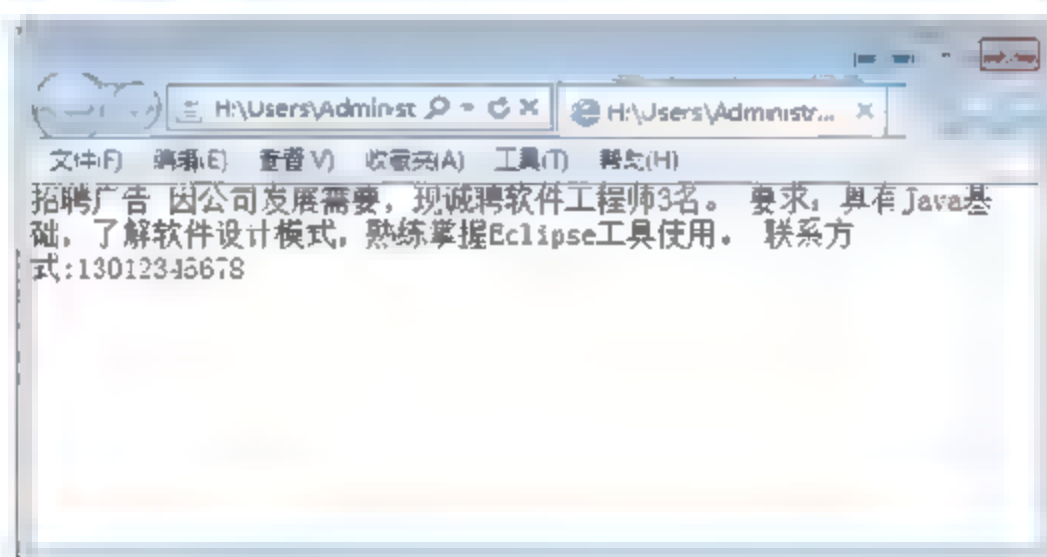 H:\Users\Administ
H:\Users\Administr...
文件(F) 编辑(E) 查看(V) 收藏夹(A) 工具(T) 帮助(H)
招聘广告 因公司发展需要，现诚聘软件工程师3名。 要求：具有Java基
础，了解软件设计模式，熟练掌握Eclipse工具使用。 联系方
式:13012345678